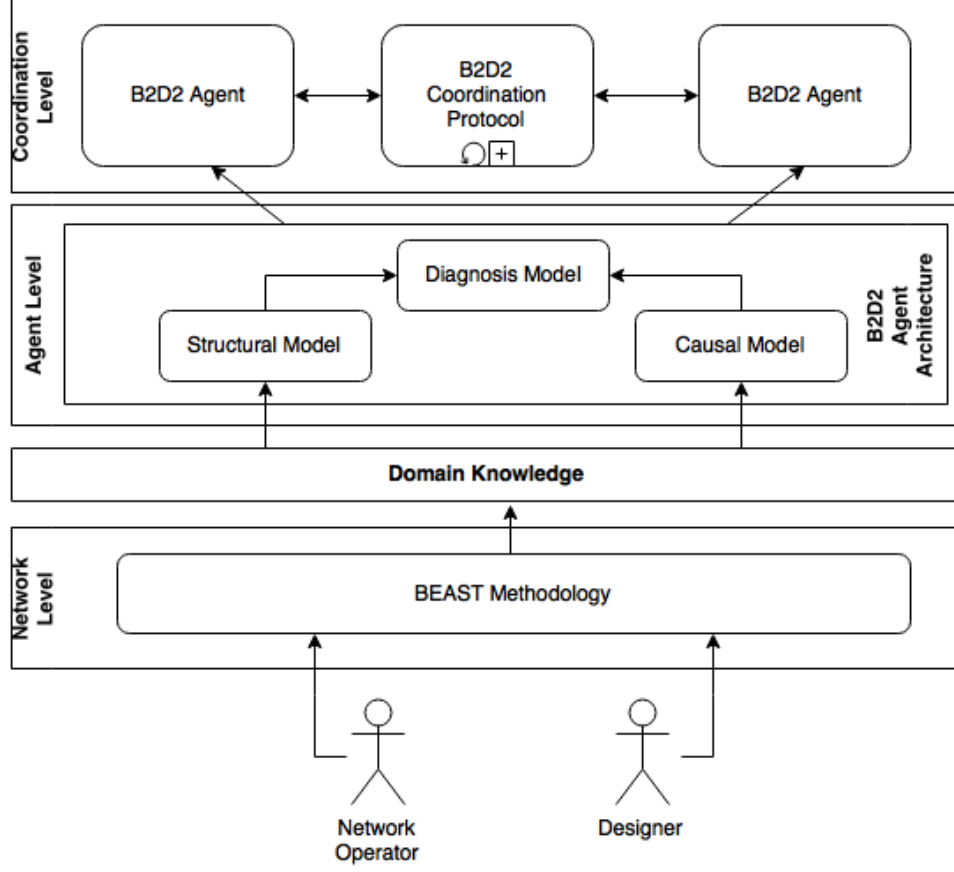 Coordination
Level
B2D2 Agent
B2D2
Coordination
Protocol
B2D2 Agent
Agent Level
Diagnosis Model
Structural Model
Causal Model
B2D2
Agent
Architecture
Domain Knowledge
Network
Level
BEAST Methodology
Network
Operator
Designer